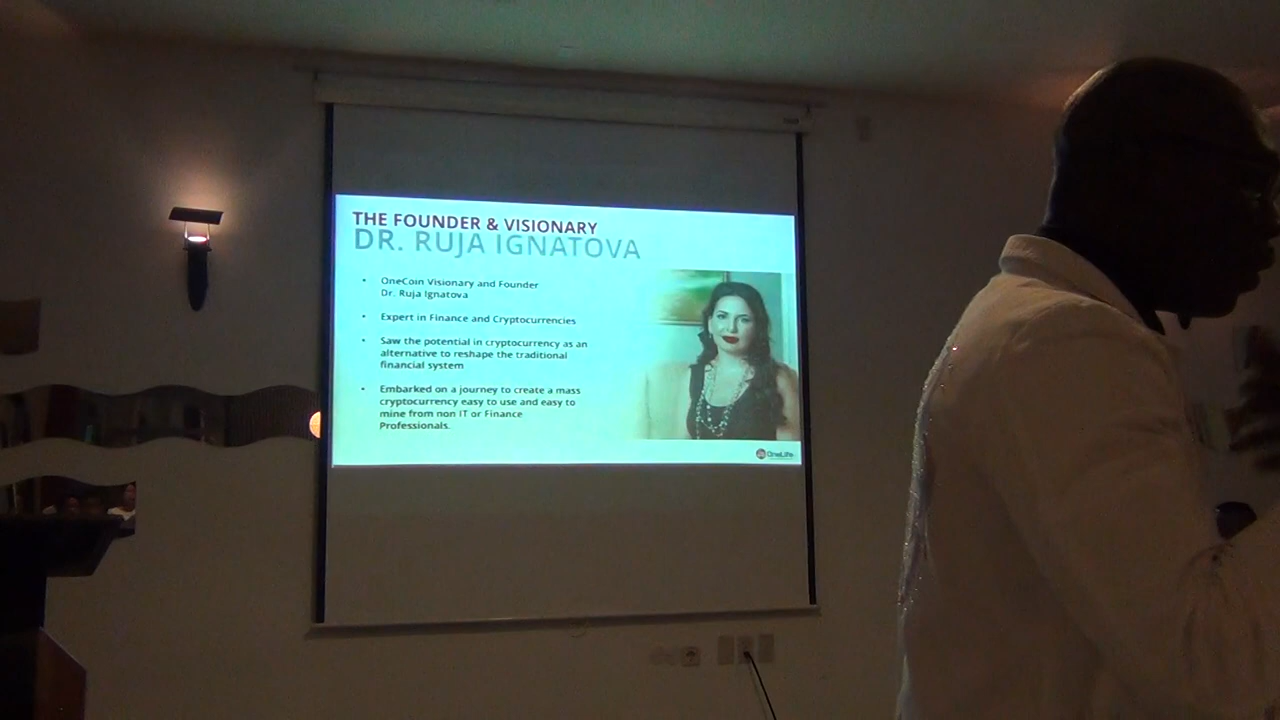 THE FOUNDER & VISIONARY
DR. RUJA IGNATOVA
• OneCoin Visionary and Founder
Dr. Ruja Ignatova
• Expert in Finance and Cryptocurrencies
• Saw the potential in cryptocurrency as an
alternative to reshape the traditional
financial system
• Embarked on a journey to create a mass
cryptocurrency easy to use and easy to
mine from non IT or Finance
Professionals.
OneLife